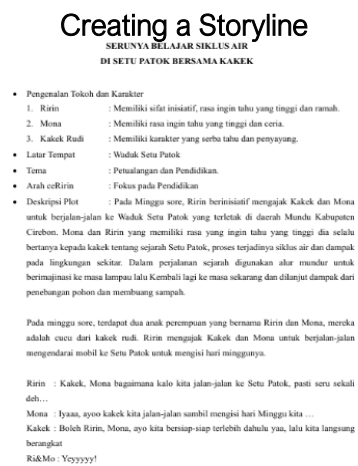 Creating a Storyline
SERUNYA BELAJAR SIKLUS AIR
DI SETU PATOK BERSAMA KAKEK
• Pengenalan Tokoh dan Karakter
1. Ririn : Memiliki sifat inisiatif, rasa ingin tahu yang tinggi dan ramah.
2. Mona : Memiliki rasa ingin tahu yang tinggi dan ceria.
3. Kakek Rudi : Memiliki karakter yang serba tahu dan penyayang.
• Latar Tempat : Waduk Setu Patok
• Tema : Petualangan dan Pendidikan.
• Arah ceRirin : Fokus pada Pendidikan
• Deskripsi Plot : Pada Minggu sore, Ririn berinisiatif mengajak Kakek dan Mona
untuk berjalan-jalan ke Waduk Setu Patok yang terletak di daerah Mundu Kabupaten
Cirebon. Mona dan Ririn yang memiliki rasa yang ingin tahu yang tinggi dia selalu
bertanya kepada kakek tentang sejarah Setu Patok, proses terjadinya siklus air dan dampak
pada lingkungan sekitar. Dalam perjalanan sejarah digunakan alur mundur untuk
berimajinasi ke masa lampau lalu Kembali lagi ke masa sekarang dan dilanjut dampak dari
penebangan pohon dan membuang sampah.
Pada minggu sore, terdapat dua anak perempuan yang bernama Ririn dan Mona, mereka
adalah cucu dari kakek rudi. Ririn mengajak Kakek dan Mona untuk berjalan-jalan
mengendarai mobil ke Setu Patok untuk mengisi hari minggunya.
Ririn : Kakek, Mona bagaimana kalo kita jalan-jalan ke Setu Patok, pasti seru sekali
deh…
Mona : Iyaaa, ayoo kakek kita jalan-jalan sambil mengisi hari Minggu kita …
Kakek : Boleh Ririn, Mona, ayo kita bersiap-siap terlebih dahulu yaa, lalu kita langsung
berangkat
Ri&Mo : Yeyyyyy!